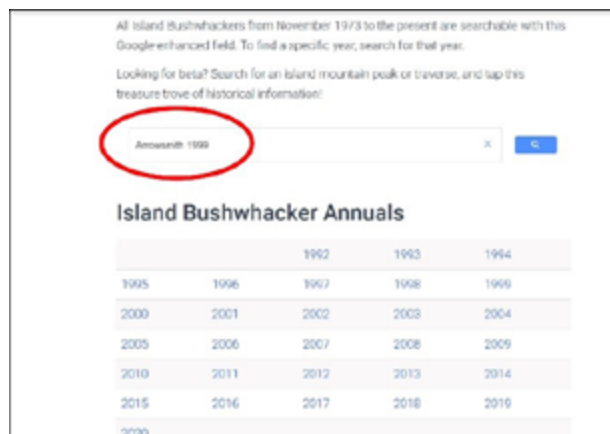 All Island Bushwhackers from November 1973 to the present are searchable with this
Google enhanced field. To find a specific year, search for that year.
Looking for beta? Search for an island mountain peak or traverse, and tap this
treasure trove of historical information!
Arrowsmith 1999 ×
Island Bushwhacker Annuals
1992 1993 1994
1995 1996 1997 1998 1999
2000 2001 2002 2003 2004
2005 2006 2007 2008 2009
2010 2011 2012 2013 2014
2015 2016 2017 2018 2019
2020